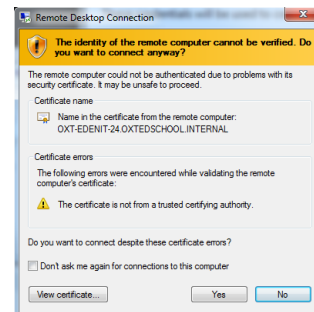 Remote Desktop Connection
The identity of the remote computer cannot be verified. Do
you want to connect anyway?
The remote computer could not be authenticated due to problems with its
security certificate. It may be unsafe to proceed.
Certificate name
Name in the certificate from the remote computer:
OXT-EDENIT-24.OXTEDSCHOOL.INTERNAL
Certificate errors
The following errors were encountered while validating the remote
computer's certificate:
The certificate is not from a trusted certifying authority.
Do you want to connect despite these certificate errors?
Don't ask me again for connections to this computer
View certificate... Yes No